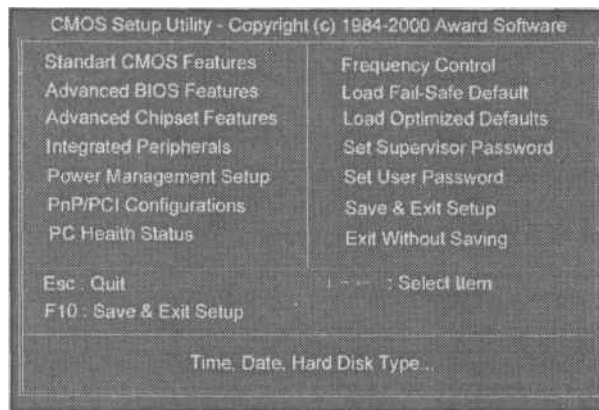 CMOS Setup Utility - Copyright (c) 1984-2000 Award Software
Standart CMOS Features
Advanced BIOS Features
Advanced Chipset Features
Integrated Peripherals
Power Management Setup
PnP/PCI Configurations
PC Health Status
Frequency Control
Load Fail-Safe Default
Load Optimized Defaults
Set Supervisor Password
Set User Password
Save & Exit Setup
Exit Without Saving
Esc : Quit
F10 : Save & Exit Setup
: Select Item
Time, Date, Hard Disk Type...